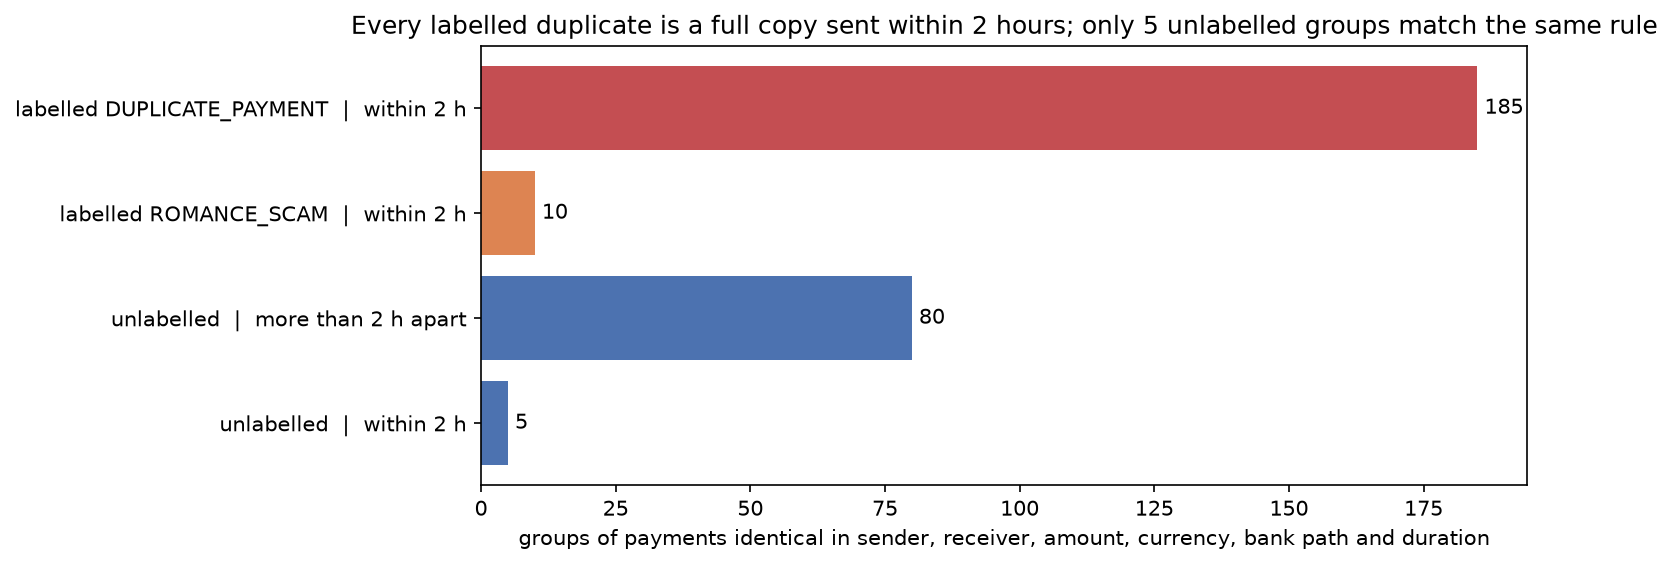 Every labelled duplicate is a full copy sent within 2 hours; only 5 unlabelled groups match the same rule
labelled DUPLICATE_PAYMENT | within 2 h
185
labelled ROMANCE_SCAM | within 2 h
10
unlabelled | more than 2 h apart
80
unlabelled | within 2 h
5
0 25 50 75 100 125 150 175
groups of payments identical in sender, receiver, amount, currency, bank path and duration